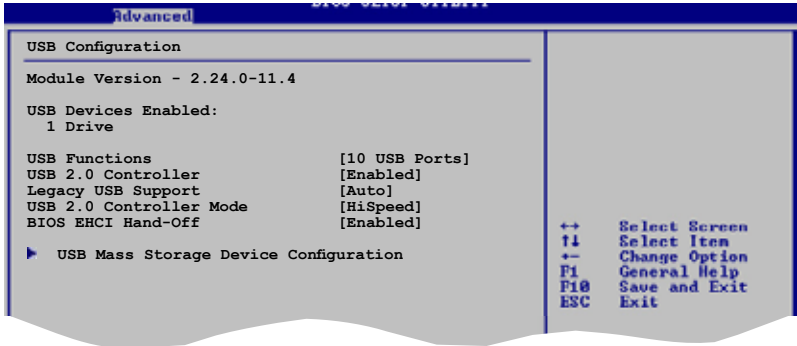 Advanced
USB Configuration
Module Version - 2.24.0-11.4
USB Devices Enabled:
1 Drive
USB Functions [10 USB Ports]
USB 2.0 Controller [Enabled]
Legacy USB Support [Auto]
USB 2.0 Controller Mode [HiSpeed]
BIOS EHCI Hand-Off [Enabled]
USB Mass Storage Device Configuration
↔ Select Screen
↑↓ Select Item
+- Change Option
F1 General Help
F10 Save and Exit
ESC Exit